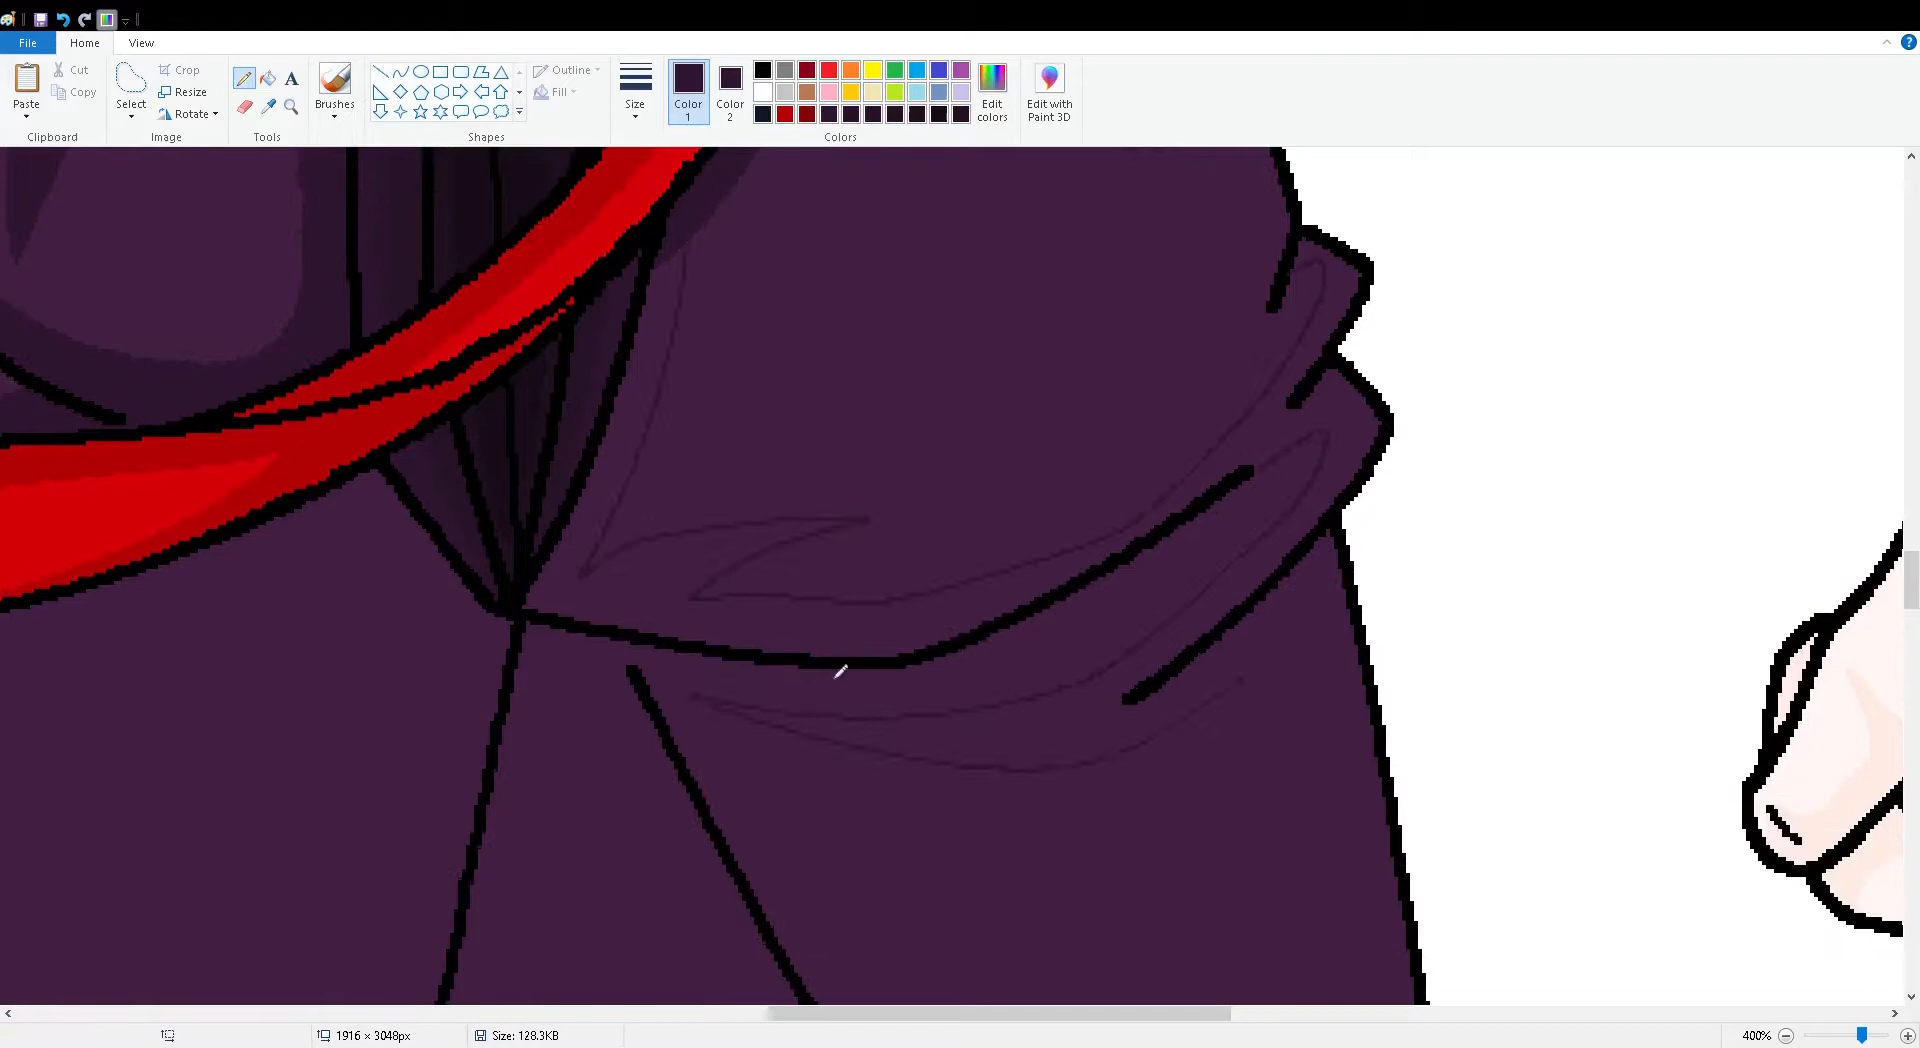 File Home View
Cut
Copy
Paste
Clipboard
Select
Crop
Resize
Rotate
Image
A
Tools
Brushes
Outline
Fill
Shapes
Size
Color 1
Color 2
Edit colors
Colors
Edit with Paint 3D
1916 × 3048px
Size: 128.3KB
400%